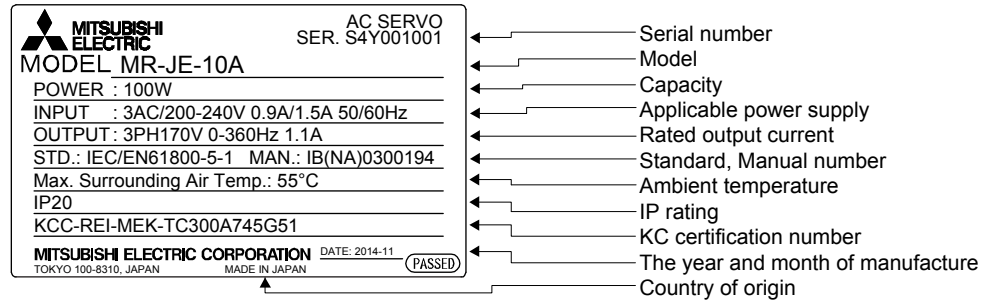 MITSUBISHI
ELECTRIC
AC SERVO
SER. S4Y001001
MODEL MR-JE-10A
POWER : 100W
INPUT : 3AC/200-240V 0.9A/1.5A 50/60Hz
OUTPUT : 3PH170V 0-360Hz 1.1A
STD.: IEC/EN61800-5-1 MAN.: IB(NA)0300194
Max. Surrounding Air Temp.: 55°C
IP20
KCC-REI-MEK-TC300A745G51
MITSUBISHI ELECTRIC CORPORATION DATE: 2014-11
TOKYO 100-8310, JAPAN MADE IN JAPAN
PASSED
Serial number
Model
Capacity
Applicable power supply
Rated output current
Standard, Manual number
Ambient temperature
IP rating
KC certification number
The year and month of manufacture
Country of origin